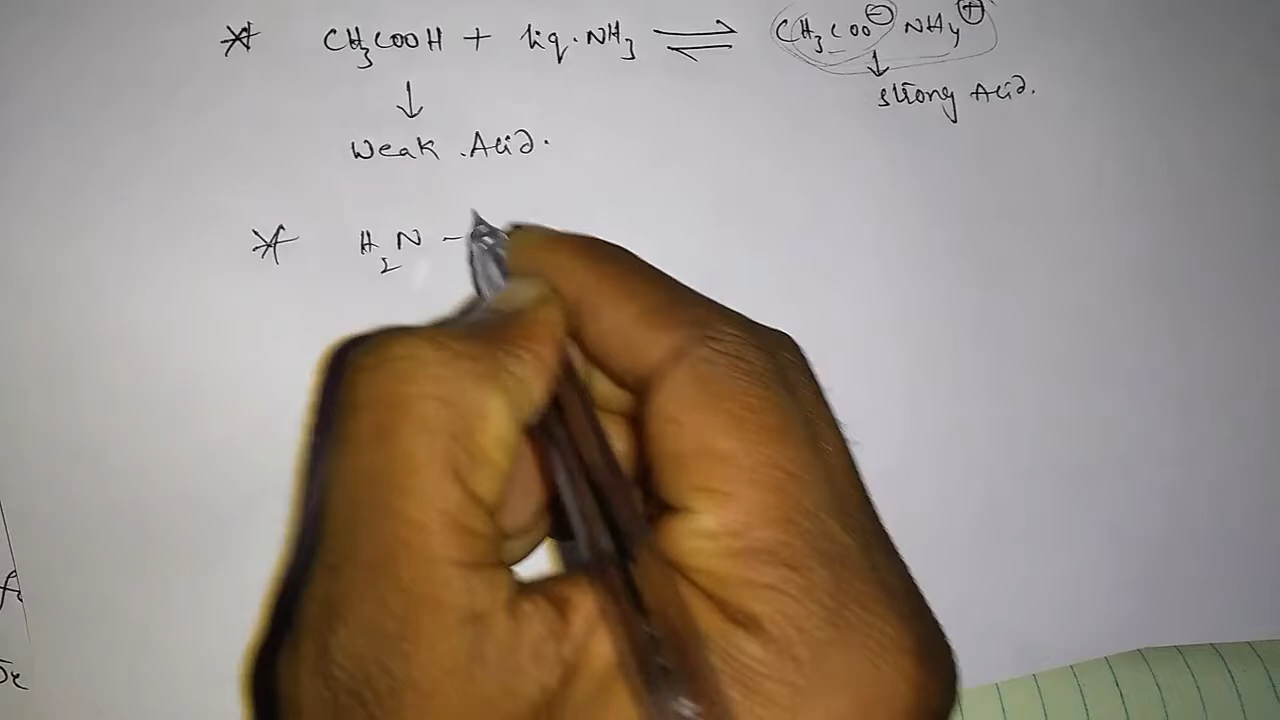 * CH₃COOH + liq. NH₃ ⇌ CH₃COO⊖ NH₄⊕
↓ ↓
strong Acid.
Weak Acid.
* H₂N -